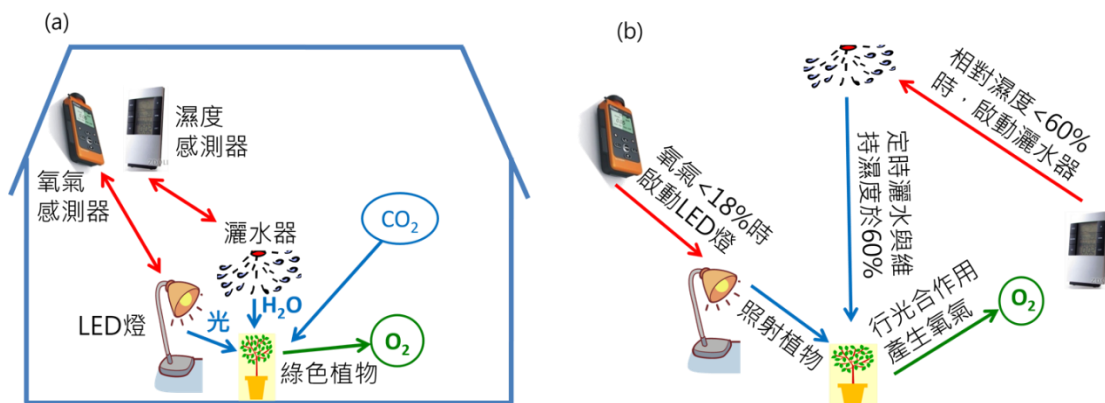 (a)
濕度
感測器
氧氣
感測器
灑水器
CO₂
LED燈
光
H₂O
O₂
綠色植物
(b)
相對濕度<60%
時，啟動灑水器
氧氣<18%時
啟動LED燈
定時灑水與維
持濕度於60%
照射植物
行光合作用
產生氧氣
O₂